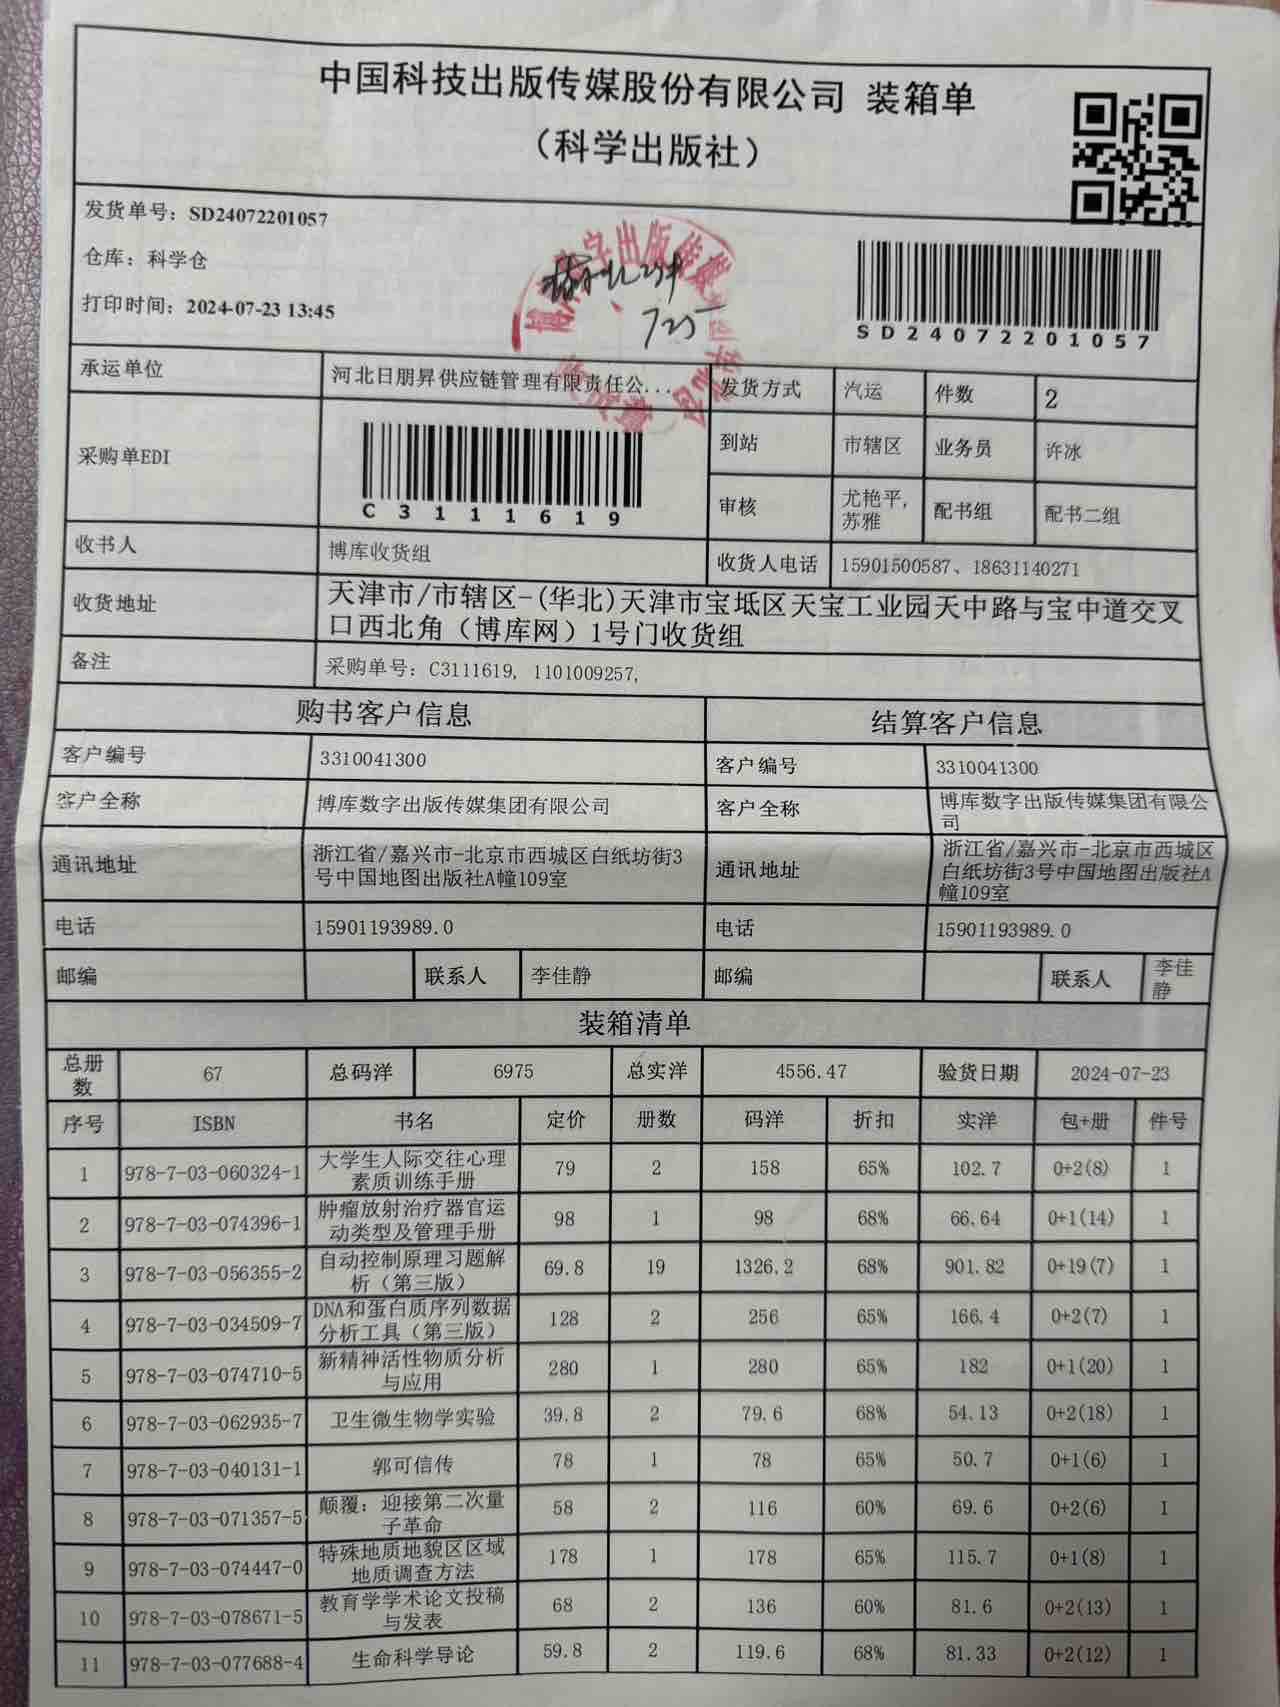 中国科技出版传媒股份有限公司 装箱单
（科学出版社）
发货单号：SD24072201057
仓库：科学仓
打印时间：2024-07-23 13:45
SD24072201057
725
承运单位 河北日朋昇供应链管理有限责任公... 发货方式 汽运 件数 2
采购单EDI C3111619 到站 市辖区 业务员 许冰
审核 尤艳平,
苏雅 配书组 配书二组
收书人 博库收货组 收货人电话 15901500587、18631140271
收货地址 天津市/市辖区-(华北)天津市宝坻区天宝工业园天中路与宝中道交叉
口西北角（博库网）1号门收货组
备注 采购单号：C3111619, 1101009257,
购书客户信息 结算客户信息
客户编号 3310041300 客户编号 3310041300
客户全称 博库数字出版传媒集团有限公司 客户全称 博库数字出版传媒集团有限公
司
通讯地址 浙江省/嘉兴市-北京市西城区白纸坊街3
号中国地图出版社A幢109室 通讯地址 浙江省/嘉兴市-北京市西城区
白纸坊街3号中国地图出版社A
幢109室
电话 15901193989.0 电话 15901193989.0
邮编 联系人 李佳静 邮编 联系人 李佳
静
装箱清单
总册
数 67 总码洋 6975 总实洋 4556.47 验货日期 2024-07-23
序号 ISBN 书名 定价 册数 码洋 折扣 实洋 包+册 件号
1 978-7-03-060324-1 大学生人际交往心理
素质训练手册 79 2 158 65% 102.7 0+2(8) 1
2 978-7-03-074396-1 肿瘤放射治疗器官运
动类型及管理手册 98 1 98 68% 66.64 0+1(14) 1
3 978-7-03-056355-2 自动控制原理习题解
析（第三版） 69.8 19 1326.2 68% 901.82 0+19(7) 1
4 978-7-03-034509-7 DNA和蛋白质序列数据
分析工具（第三版） 128 2 256 65% 166.4 0+2(7) 1
5 978-7-03-074710-5 新精神活性物质分析
与应用 280 1 280 65% 182 0+1(20) 1
6 978-7-03-062935-7 卫生微生物学实验 39.8 2 79.6 68% 54.13 0+2(18) 1
7 978-7-03-040131-1 郭可信传 78 1 78 65% 50.7 0+1(6) 1
8 978-7-03-071357-5 颠覆：迎接第二次量
子革命 58 2 116 60% 69.6 0+2(6) 1
9 978-7-03-074447-0 特殊地质地貌区区域
地质调查方法 178 1 178 65% 115.7 0+1(8) 1
10 978-7-03-078671-5 教育学学术论文投稿
与发表 68 2 136 60% 81.6 0+2(13) 1
11 978-7-03-077688-4 生命科学导论 59.8 2 119.6 68% 81.33 0+2(12) 1